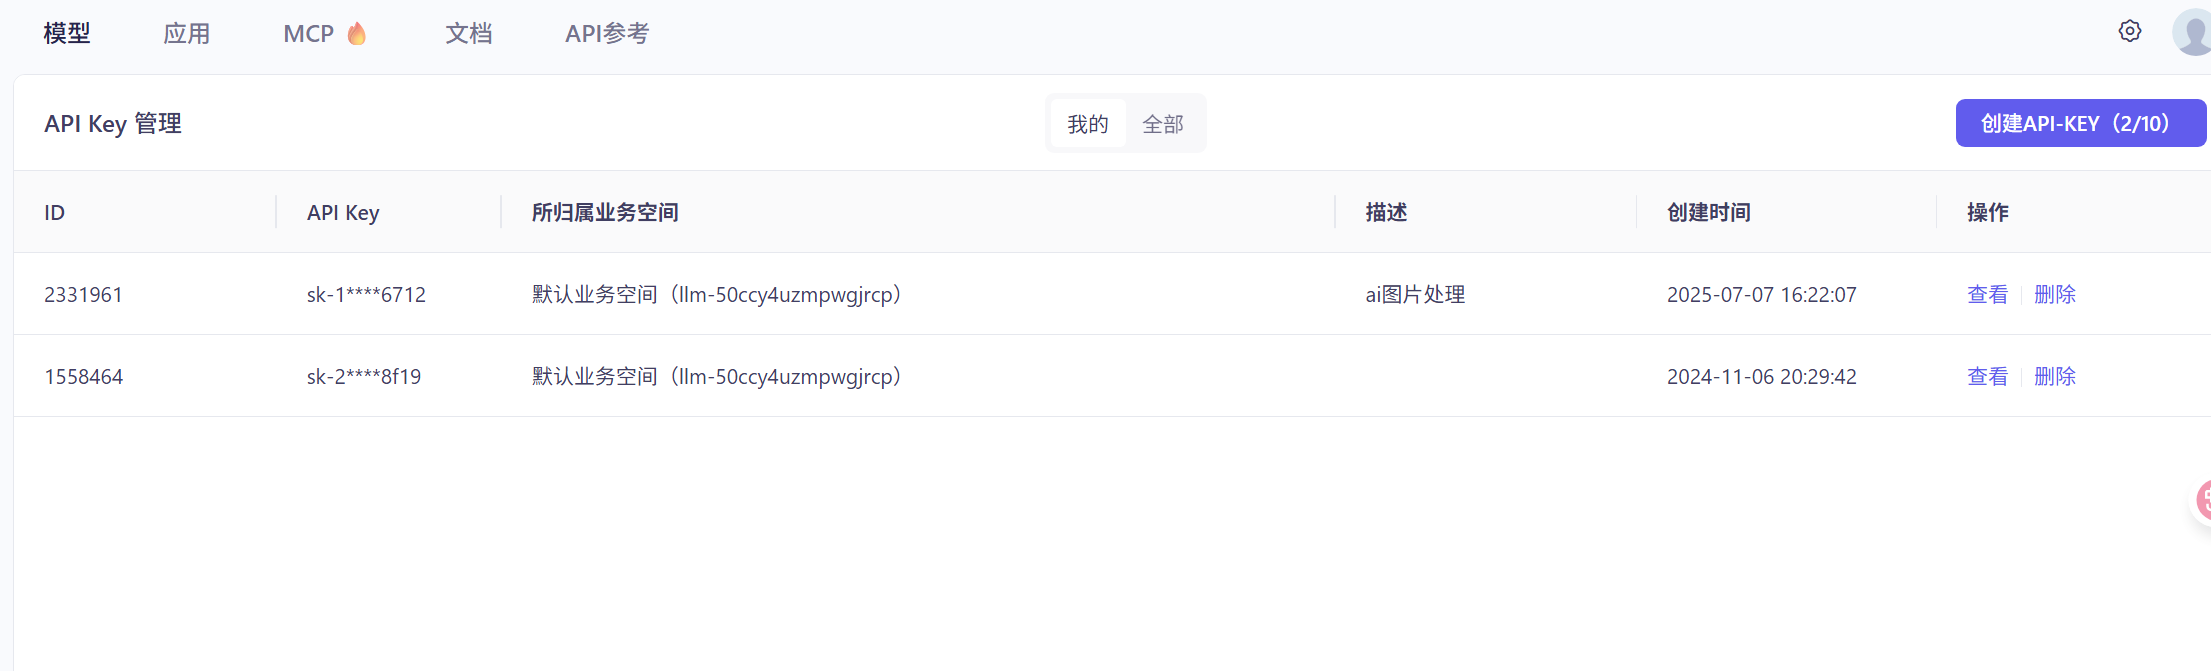 模型 应用 MCP 文档 API参考
API Key 管理 我的 全部 创建API-KEY（2/10）
ID API Key 所归属业务空间 描述 创建时间 操作
2331961 sk-1****6712 默认业务空间（llm-50ccy4uzmpwgjrcp） ai图片处理 2025-07-07 16:22:07 查看 删除
1558464 sk-2****8f19 默认业务空间（llm-50ccy4uzmpwgjrcp） 2024-11-06 20:29:42 查看 删除